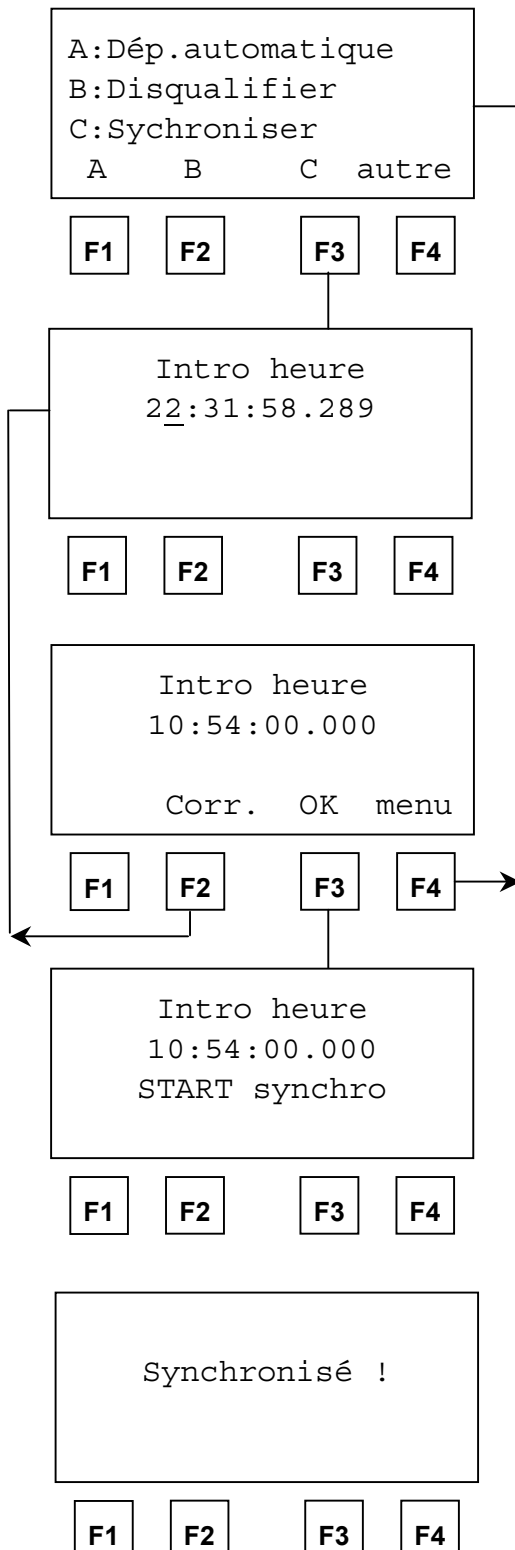 A:Dép.automatique
B:Disqualifier
C:Sychroniser
A B C autre
F1 F2 F3 F4
Intro heure
22:31:58.289
F1 F2 F3 F4
Intro heure
10:54:00.000
Corr. OK menu
F1 F2 F3 F4
Intro heure
10:54:00.000
START synchro
F1 F2 F3 F4
Synchronisé !
F1 F2 F3 F4